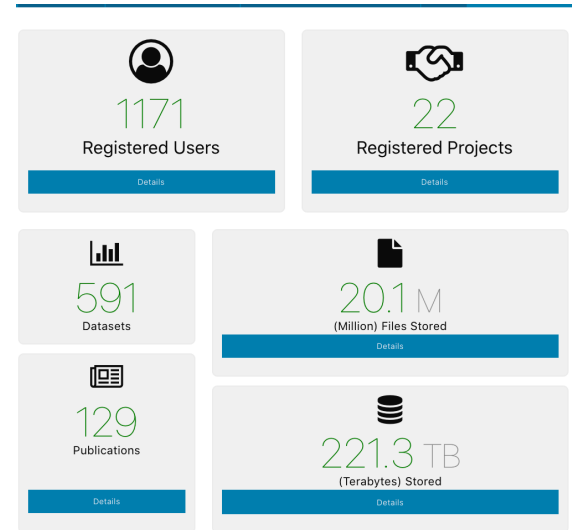 1171
Registered Users
Details
22
Registered Projects
Details
591
Datasets
20.1 M
(Million) Files Stored
Details
129
Publications
Details
221.3 TB
(Terabytes) Stored
Details